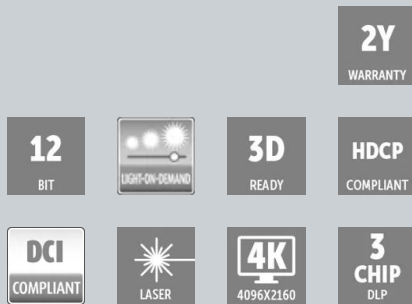 2Y
WARRANTY
12
BIT
LIGHT-ON-DEMAND
3D
READY
HDCP
COMPLIANT
DCI
COMPLIANT
LASER
4K
4096X2160
3
CHIP
DLP